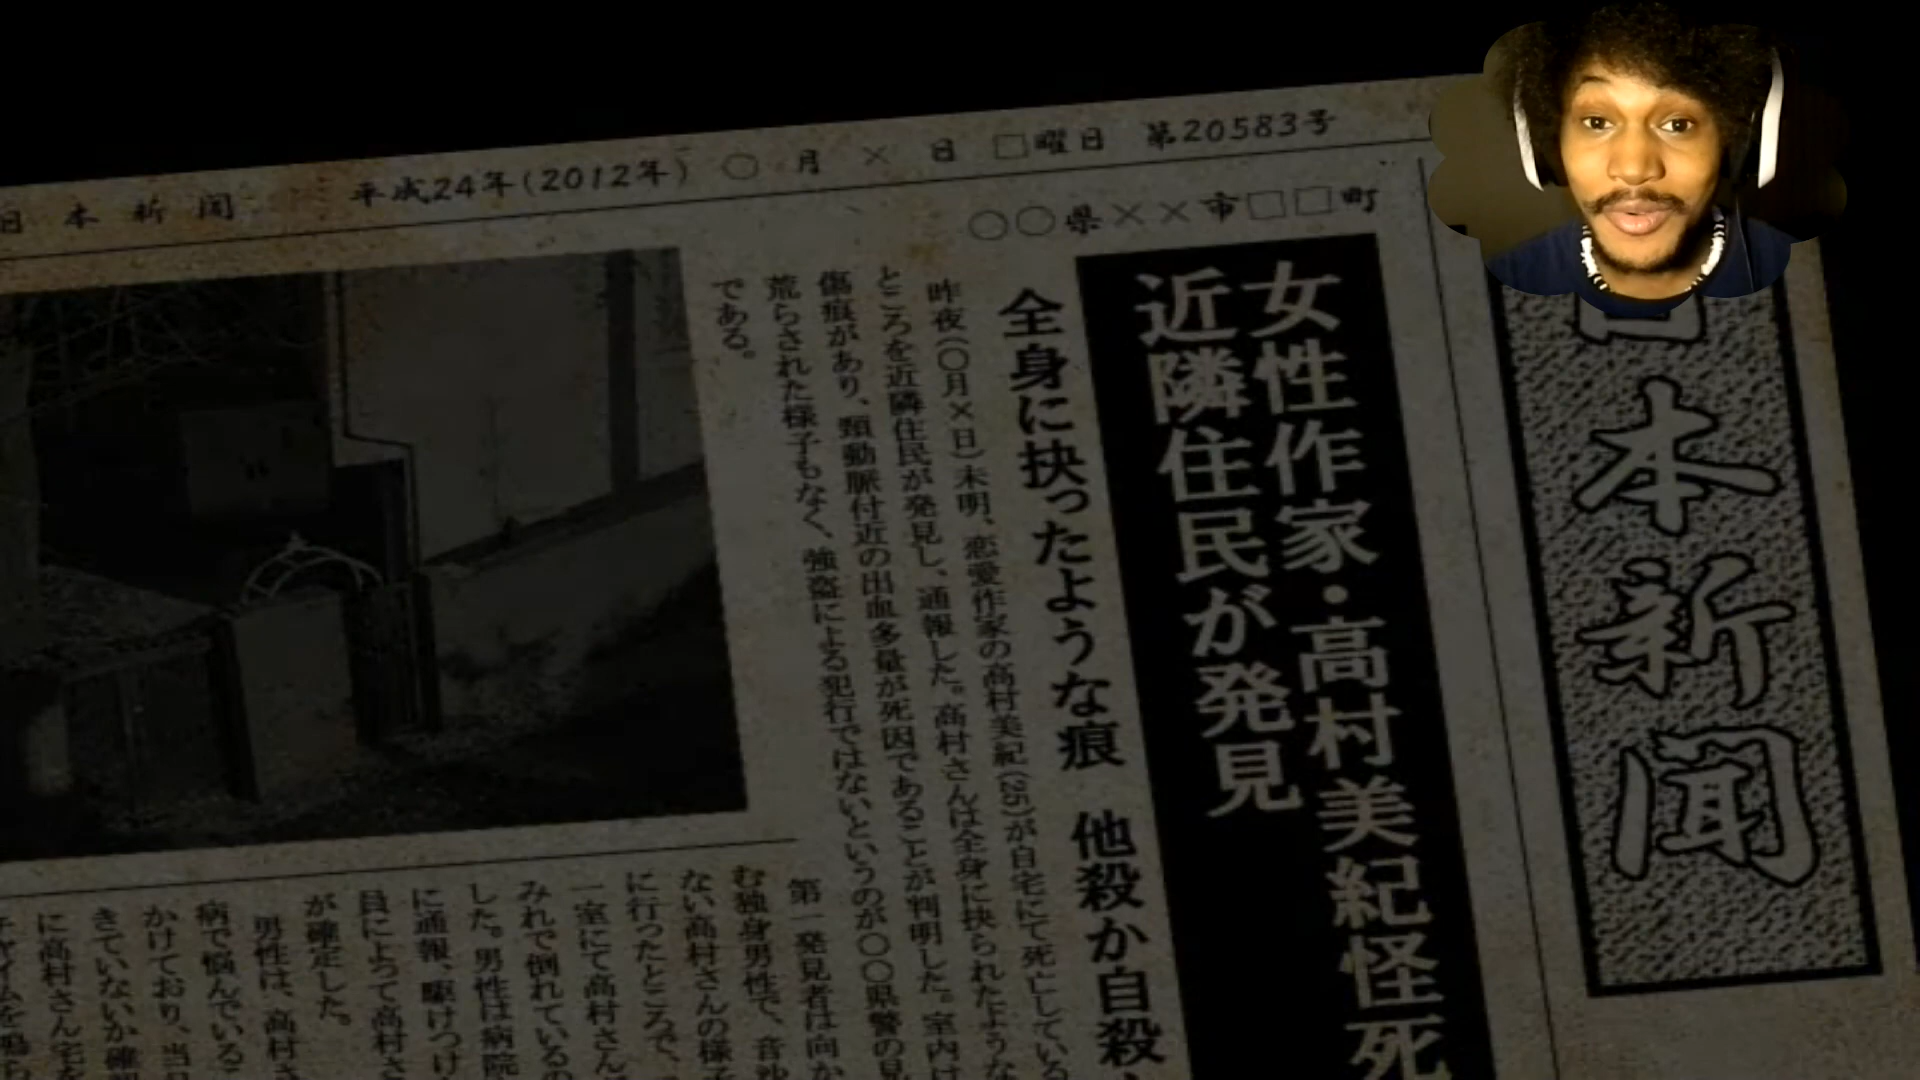 日本新聞 平成24年(2012年) ○月×日 □曜日 第20583号
本新聞
○○県××市□□町
女性作家・高村美紀怪死
近隣住民が発見
全身に抉ったような痕 他殺か自殺
昨夜(○月×日)未明、恋愛作家の高村美紀(25)が自宅にて死亡している
ところを近隣住民が発見し、通報した。高村さんは全身に抉られたような
傷痕があり、頸動脈付近の出血多量が死因であることが判明した。室内は
荒らされた様子もなく、強盗による犯行ではないというのが○○県警の見
である。
第一発見者は向か
む独身男性で、音沙
ない高村さんの様子
に行ったところで、
一室にて高村さん
みれで倒れているの
した。男性は病院
に通報、駆けつけ
員によって高村さ
が確定した。
男性は、高村さ
病で悩んでいる
かけており、当
きていないか確
に高村さん宅を
チャイムを鳴ら